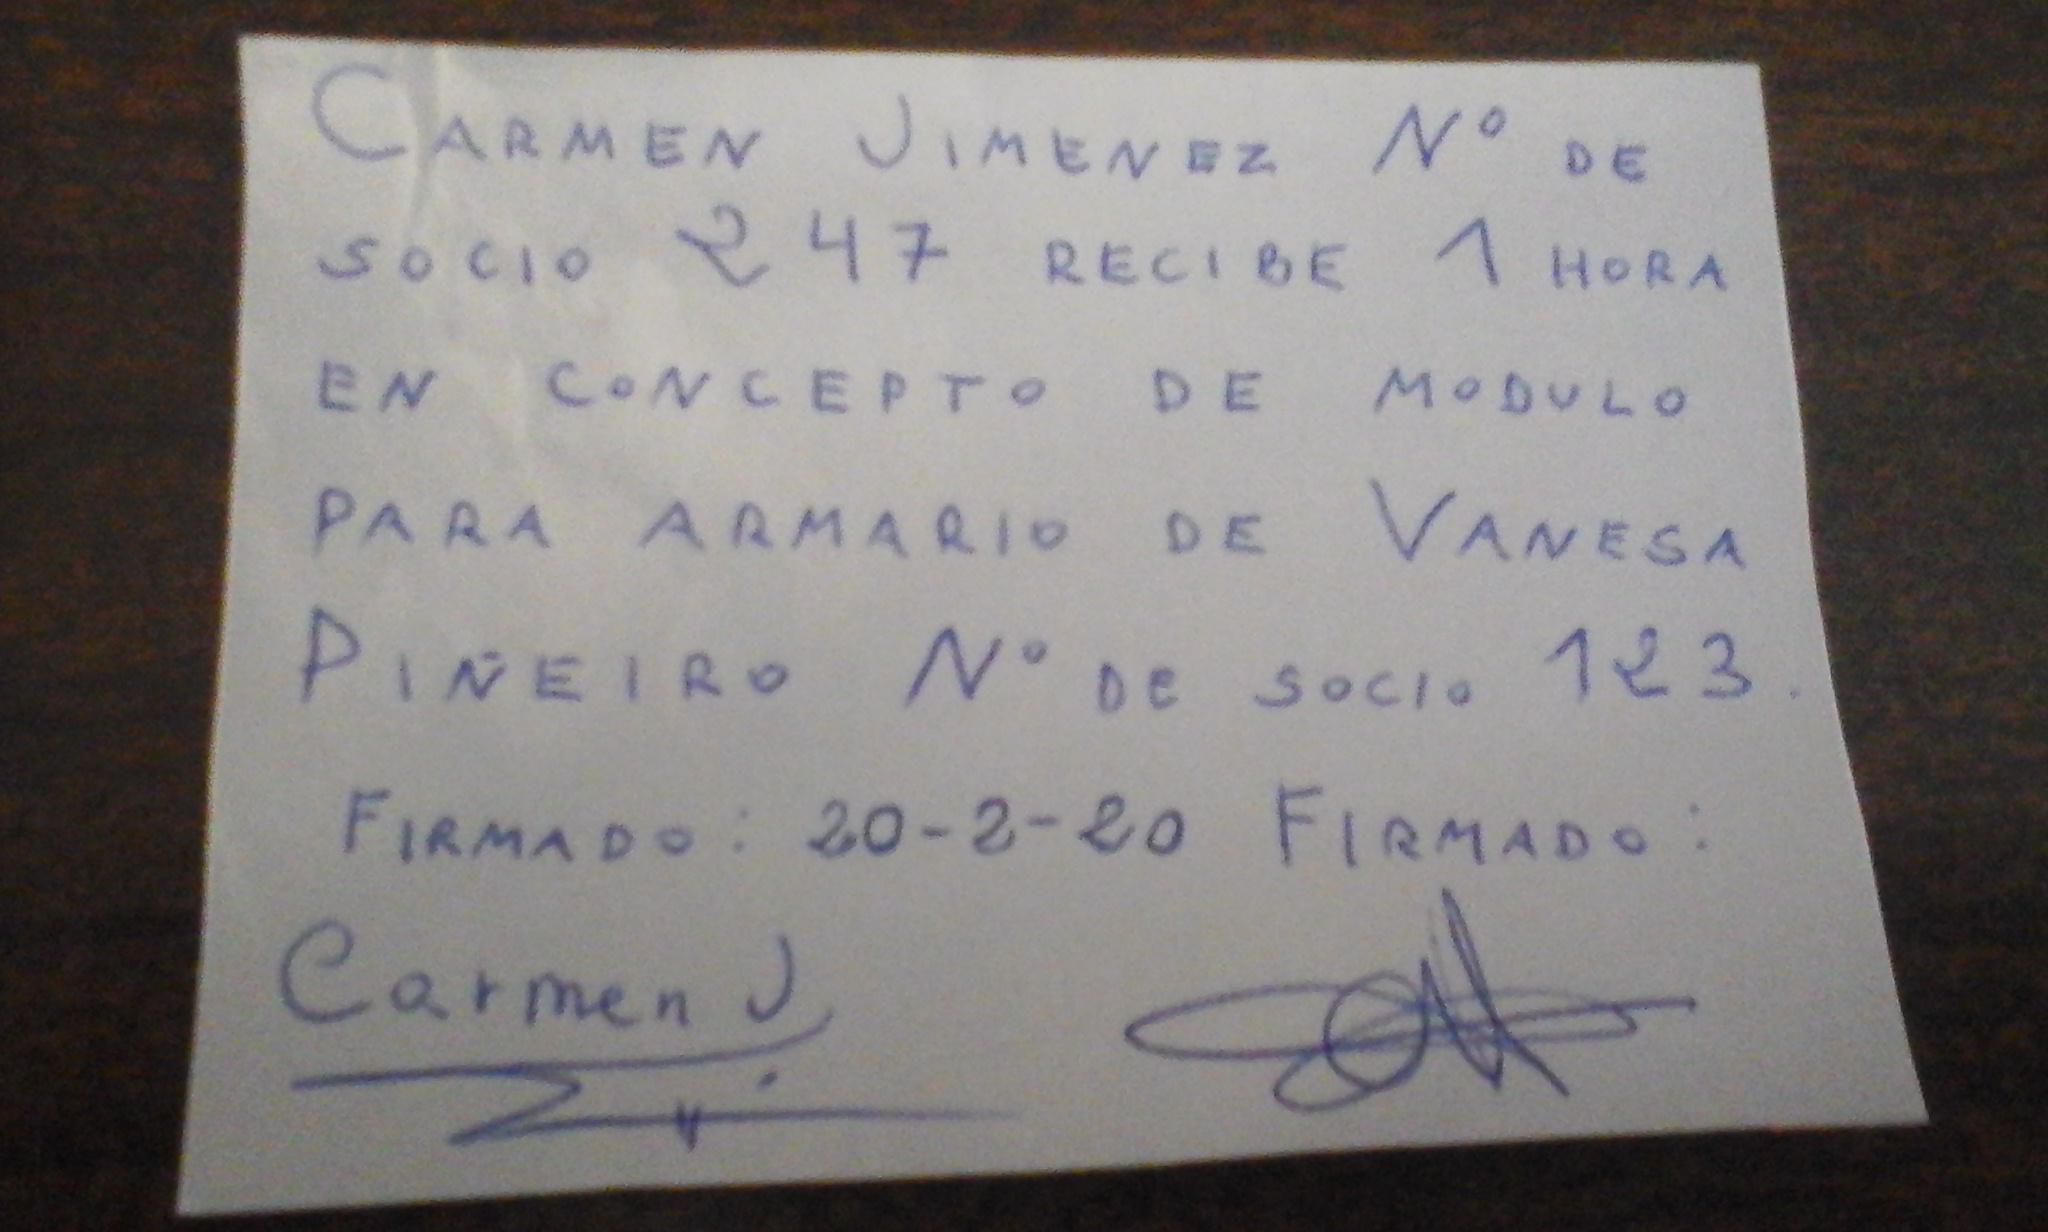 CARMEN JIMENEZ Nº DE
SOCIO 247 RECIBE 1 HORA
EN CONCEPTO DE MODULO
PARA ARMARIO DE VANESA
PIÑEIRO Nº DE SOCIO 123.
FIRMADO: 20-2-20 FIRMADO:
Carmen J